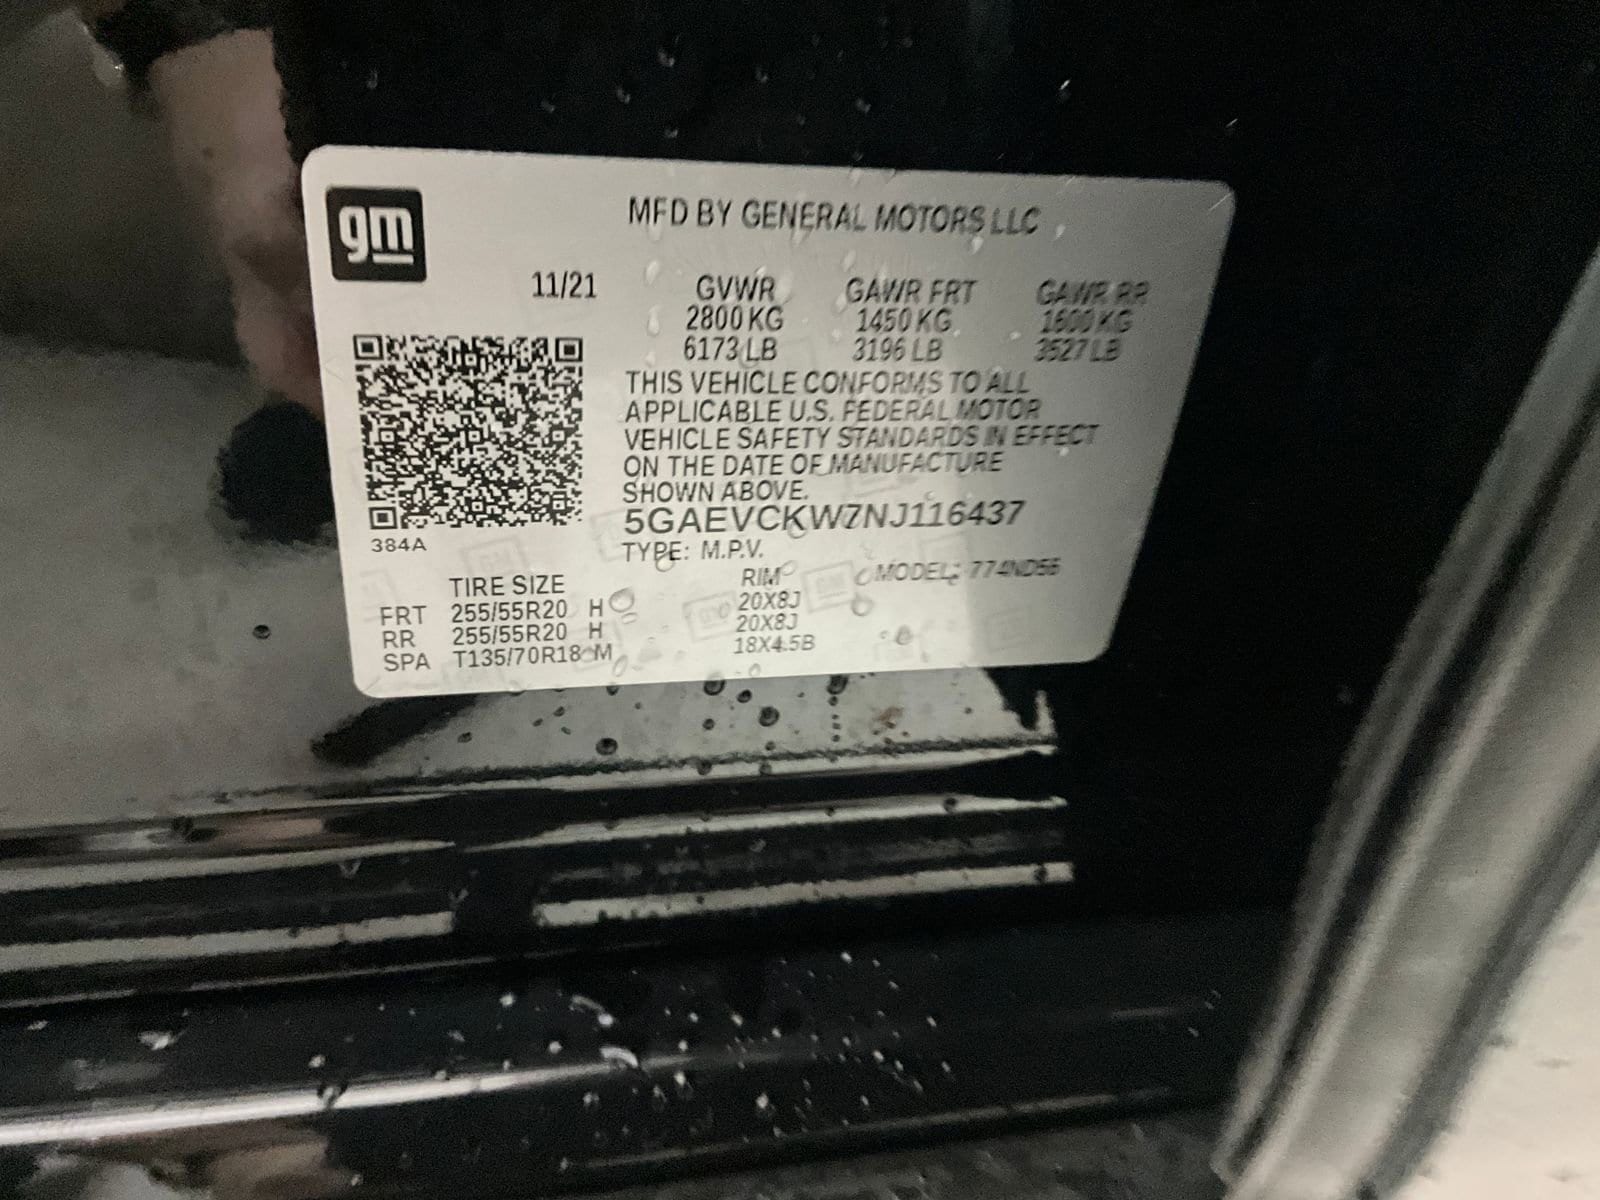 gm
MFD BY GENERAL MOTORS LLC
11/21 GVWR GAWR FRT GAWR RR
2800 KG 1450 KG 1600 KG
6173 LB 3196 LB 3527 LB
THIS VEHICLE CONFORMS TO ALL
APPLICABLE U.S. FEDERAL MOTOR
VEHICLE SAFETY STANDARDS IN EFFECT
ON THE DATE OF MANUFACTURE
SHOWN ABOVE.
5GAEVCKW7NJ116437
384A
TYPE: M.P.V.
MODEL: 774ND56
TIRE SIZE RIM
FRT 255/55R20 H 20X8J
RR 255/55R20 H 20X8J
SPA T135/70R18 M 18X4.5B